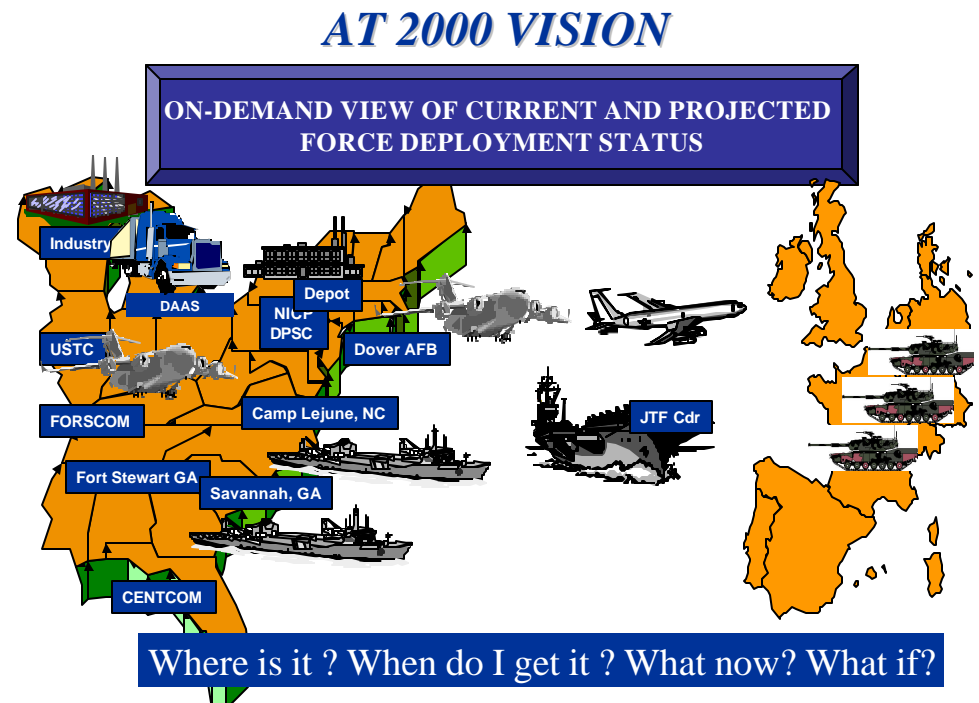 AT 2000 VISION
ON-DEMAND VIEW OF CURRENT AND PROJECTED
FORCE DEPLOYMENT STATUS
Industry
DAAS
Depot
NICP
DPSC
USTC
Dover AFB
FORSCOM
Camp Lejune, NC
JTF Cdr
Fort Stewart GA
Savannah, GA
CENTCOM
Where is it ? When do I get it ? What now? What if?